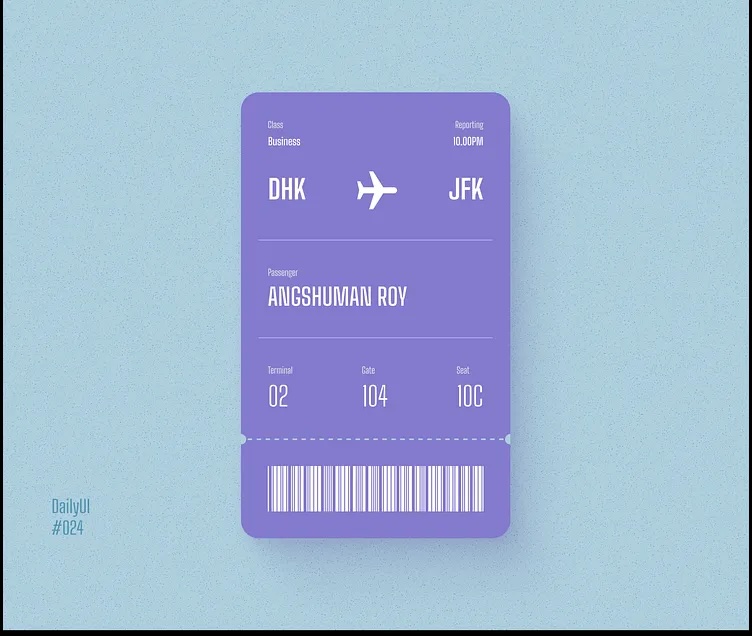 Class Reporting
Business 10.00PM
DHK JFK
Passenger
ANGSHUMAN ROY
Terminal Gate Seat
02 104 10C
DailyUI
#024